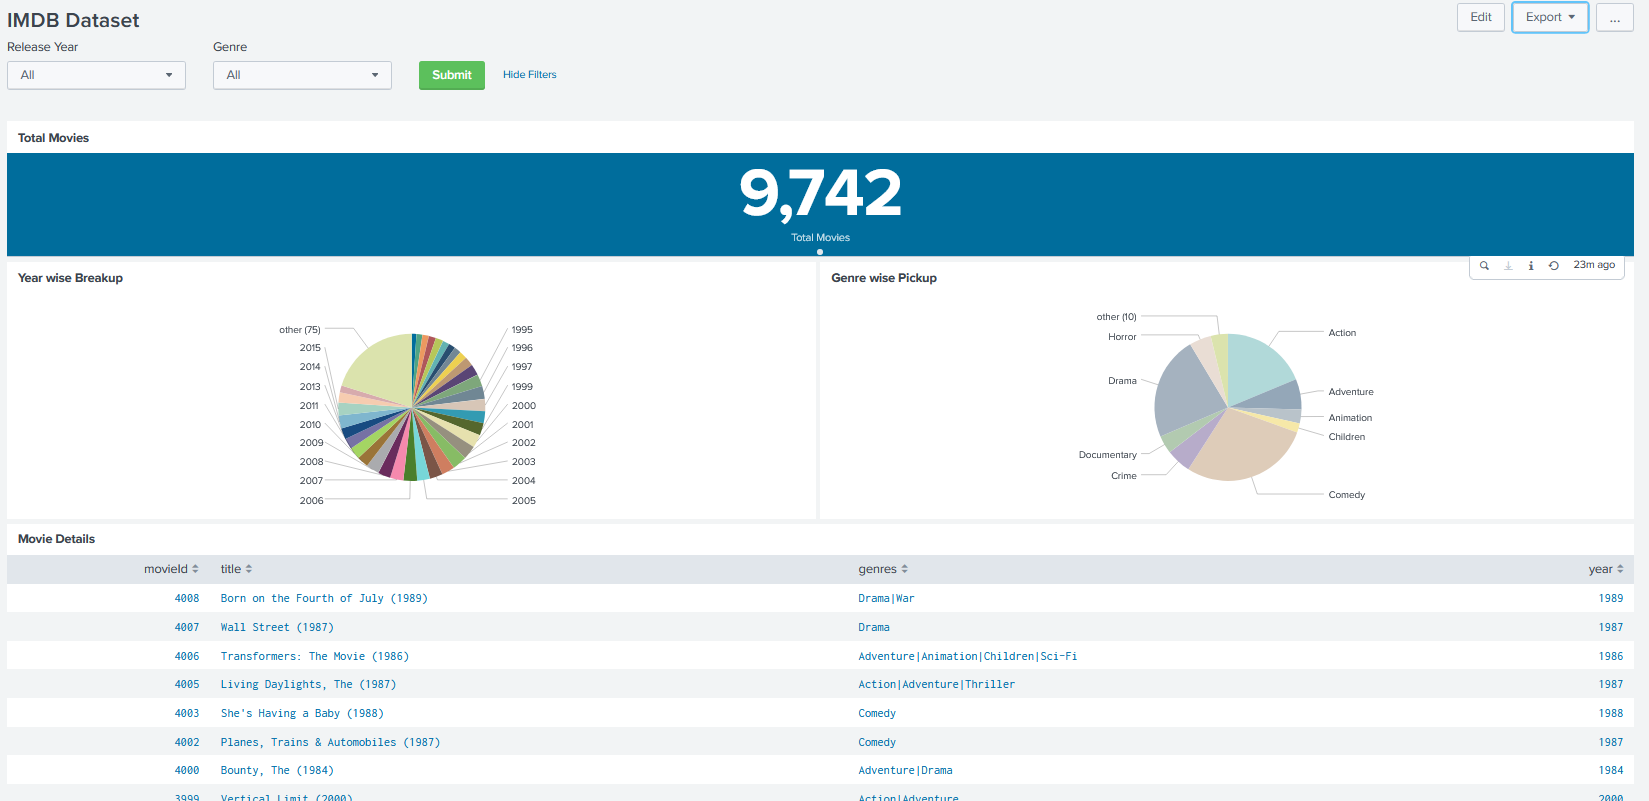 IMDB Dataset
Edit
Export
...
Release Year
Genre
All
All
Submit
Hide Filters
Total Movies
9,742
Total Movies
Year wise Breakup
Genre wise Pickup
23m ago
other (75)
2015
2014
2013
2011
2010
2009
2008
2007
2006
1995
1996
1997
1999
2000
2001
2002
2003
2004
2005
other (10)
Horror
Drama
Documentary
Crime
Action
Adventure
Animation
Children
Comedy
Movie Details
movieId title genres year
4008 Born on the Fourth of July (1989) Drama|War 1989
4007 Wall Street (1987) Drama 1987
4006 Transformers: The Movie (1986) Adventure|Animation|Children|Sci-Fi 1986
4005 Living Daylights, The (1987) Action|Adventure|Thriller 1987
4003 She's Having a Baby (1988) Comedy 1988
4002 Planes, Trains & Automobiles (1987) Comedy 1987
4000 Bounty, The (1984) Adventure|Drama 1984
3999 Vertical Limit (2000) Action|Adventure 2000